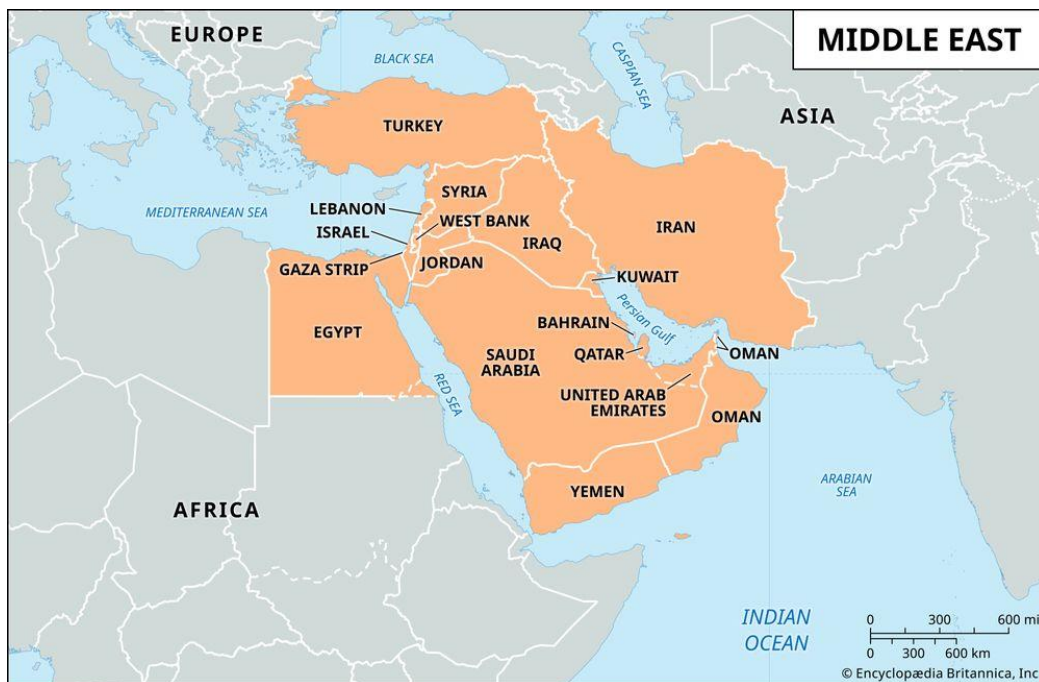 EUROPE
BLACK SEA
CASPIAN SEA
MIDDLE EAST
ASIA
TURKEY
MEDITERRANEAN SEA
SYRIA
LEBANON
WEST BANK
ISRAEL
IRAQ
IRAN
GAZA STRIP
JORDAN
KUWAIT
EGYPT
Persian Gulf
BAHRAIN
QATAR
OMAN
SAUDI
ARABIA
RED SEA
UNITED ARAB
EMIRATES
OMAN
YEMEN
ARABIAN
SEA
AFRICA
INDIAN
OCEAN
0 300 600 mi
0 300 600 km
© Encyclopædia Britannica, Inc